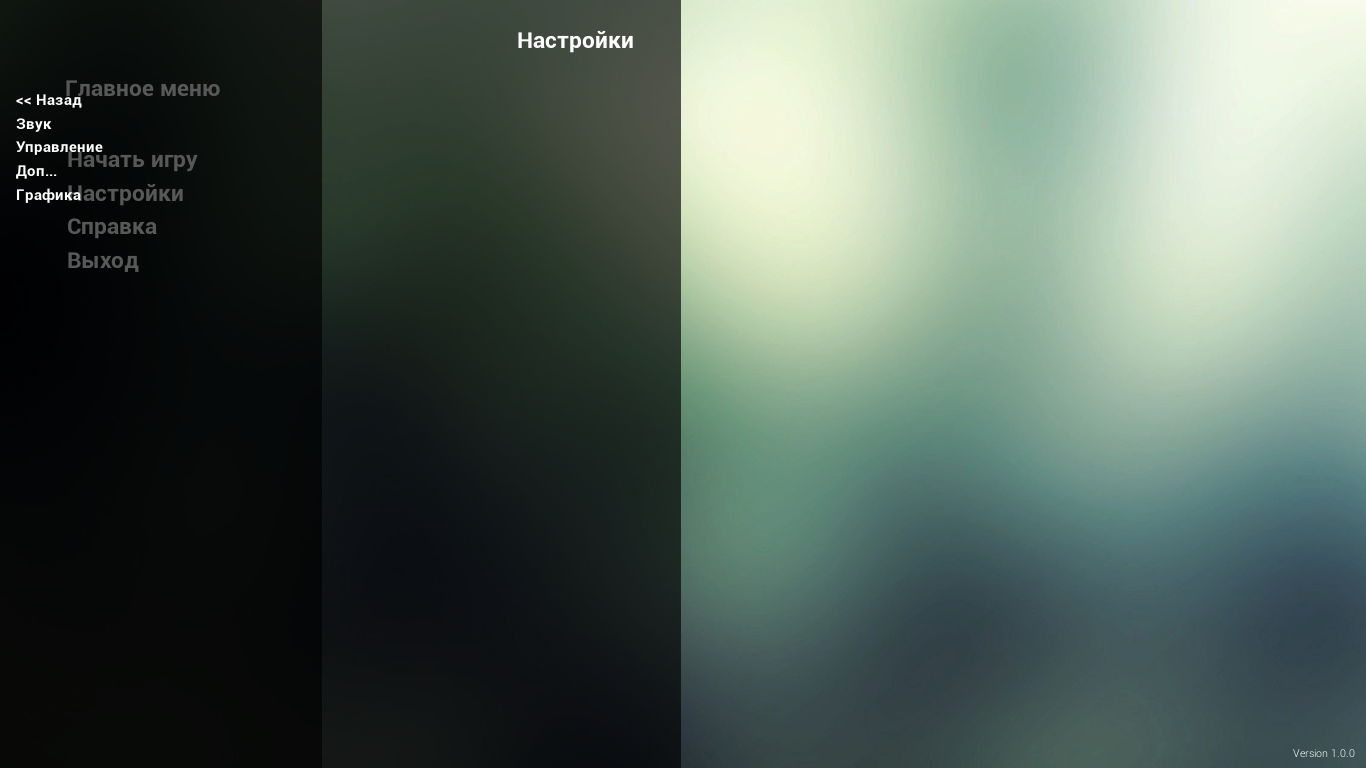 Настройки
Главное меню
<< Назад
Звук
Управление
Начать игру
Доп...
Настройки
Графика
Справка
Выход
Version 1.0.0